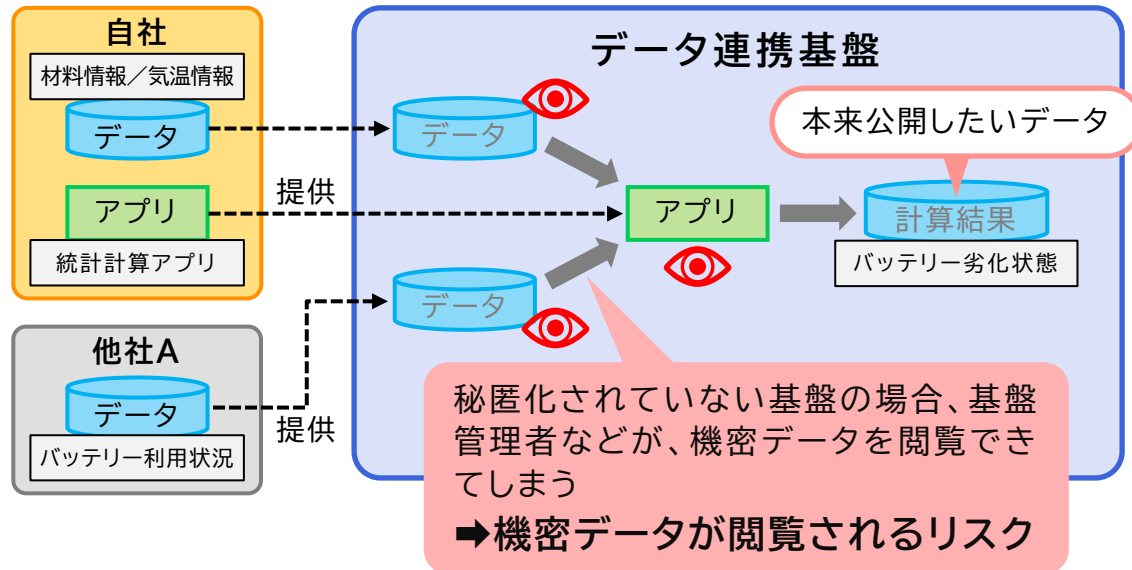 自社
材料情報／気温情報
データ
アプリ
統計計算アプリ
提供
他社A
データ
バッテリー利用状況
提供
データ連携基盤
データ
アプリ
データ
本来公開したいデータ
計算結果
バッテリー劣化状態
秘匿化されていない基盤の場合、基盤
管理者などが、機密データを閲覧でき
てしまう
➡機密データが閲覧されるリスク